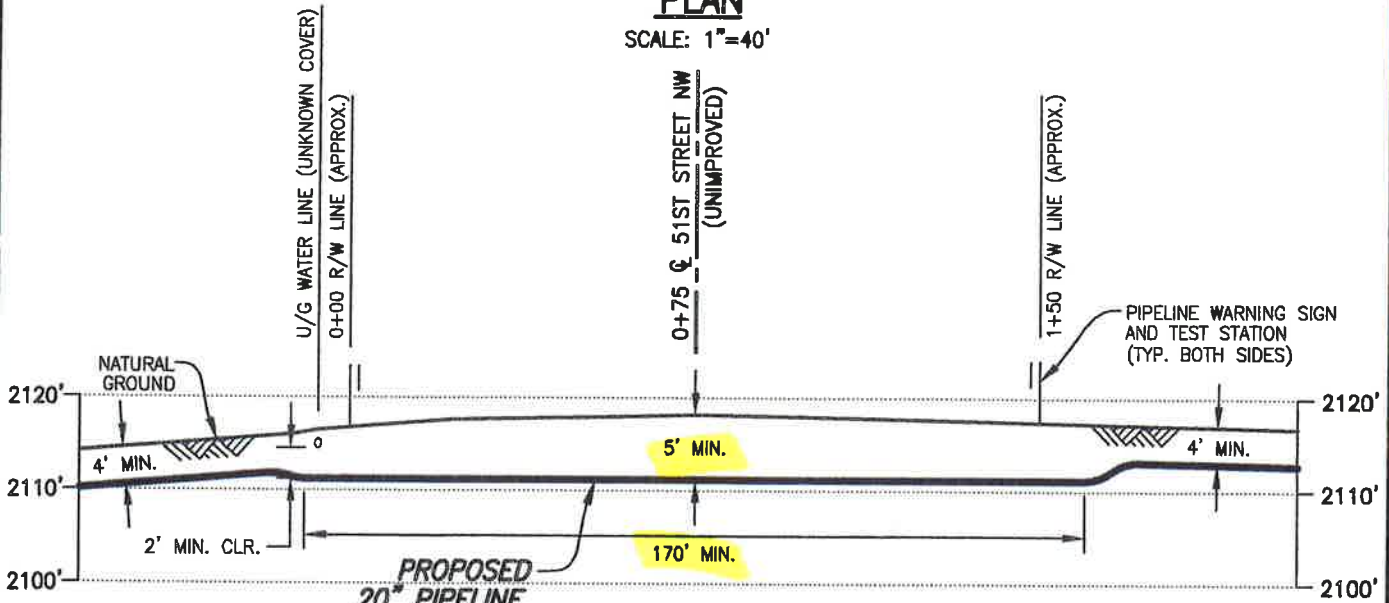 PLAN
SCALE: 1"=40'
U/G WATER LINE (UNKNOWN COVER)
0+00 R/W LINE (APPROX.)
0+75 ℄ 51ST STREET NW
(UNIMPROVED)
1+50 R/W LINE (APPROX.)
PIPELINE WARNING SIGN
AND TEST STATION
(TYP. BOTH SIDES)
NATURAL
GROUND
2120'
2120'
4' MIN.
5' MIN.
4' MIN.
2110'
2110'
2' MIN. CLR.
170' MIN.
2100'
2100'
PROPOSED
20" PIPELINE